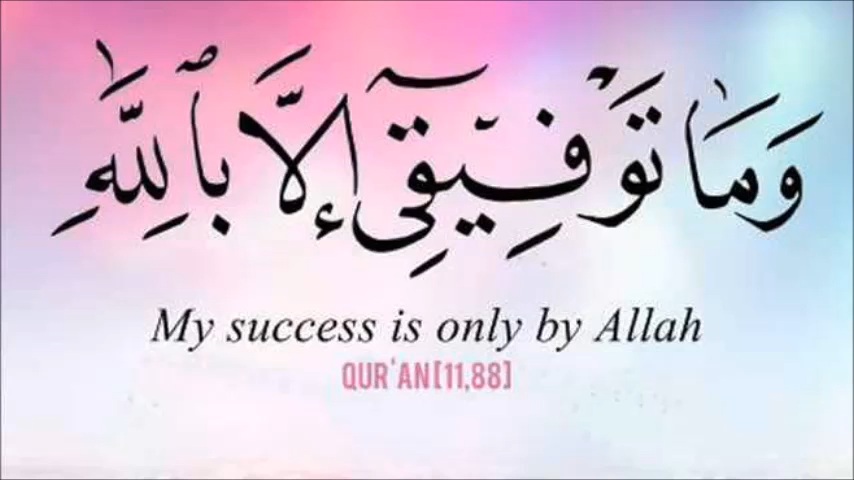 وَمَا تَوْفِيقِىٓ إِلَّا بِٱللَّهِ
My success is only by Allah
QUR'AN[11,88]